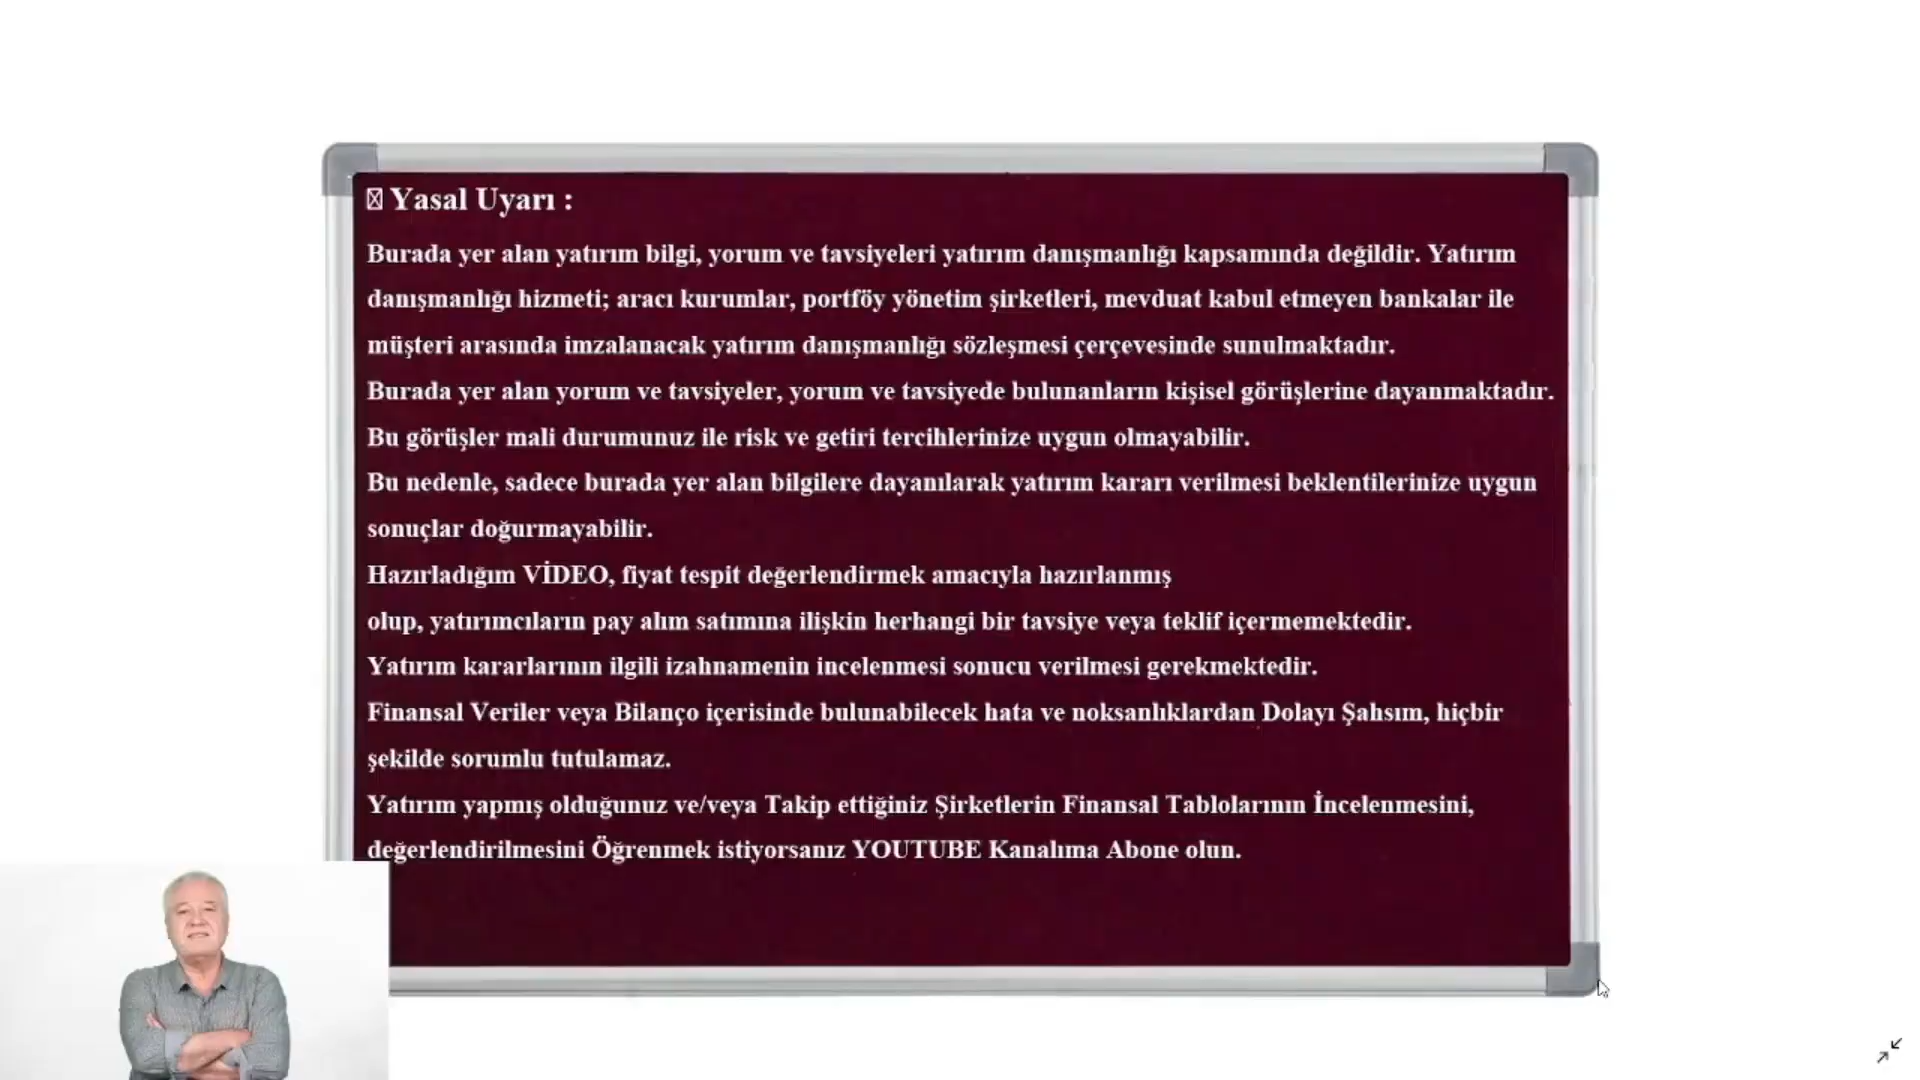 Yasal Uyarı :
Burada yer alan yatırım bilgi, yorum ve tavsiyeleri yatırım danışmanlığı kapsamında değildir. Yatırım
danışmanlığı hizmeti; aracı kurumlar, portföy yönetim şirketleri, mevduat kabul etmeyen bankalar ile
müşteri arasında imzalanacak yatırım danışmanlığı sözleşmesi çerçevesinde sunulmaktadır.
Burada yer alan yorum ve tavsiyeler, yorum ve tavsiyede bulunanların kişisel görüşlerine dayanmaktadır.
Bu görüşler mali durumunuz ile risk ve getiri tercihlerinize uygun olmayabilir.
Bu nedenle, sadece burada yer alan bilgilere dayanılarak yatırım kararı verilmesi beklentilerinize uygun
sonuçlar doğurmayabilir.
Hazırladığım VİDEO, fiyat tespit değerlendirmek amacıyla hazırlanmış
olup, yatırımcıların pay alım satımına ilişkin herhangi bir tavsiye veya teklif içermemektedir.
Yatırım kararlarının ilgili izahnamenin incelenmesi sonucu verilmesi gerekmektedir.
Finansal Veriler veya Bilanço içerisinde bulunabilecek hata ve noksanlıklardan Dolayı Şahsım, hiçbir
şekilde sorumlu tutulamaz.
Yatırım yapmış olduğunuz ve/veya Takip ettiğiniz Şirketlerin Finansal Tablolarının İncelenmesini,
değerlendirilmesini Öğrenmek istiyorsanız YOUTUBE Kanalıma Abone olun.